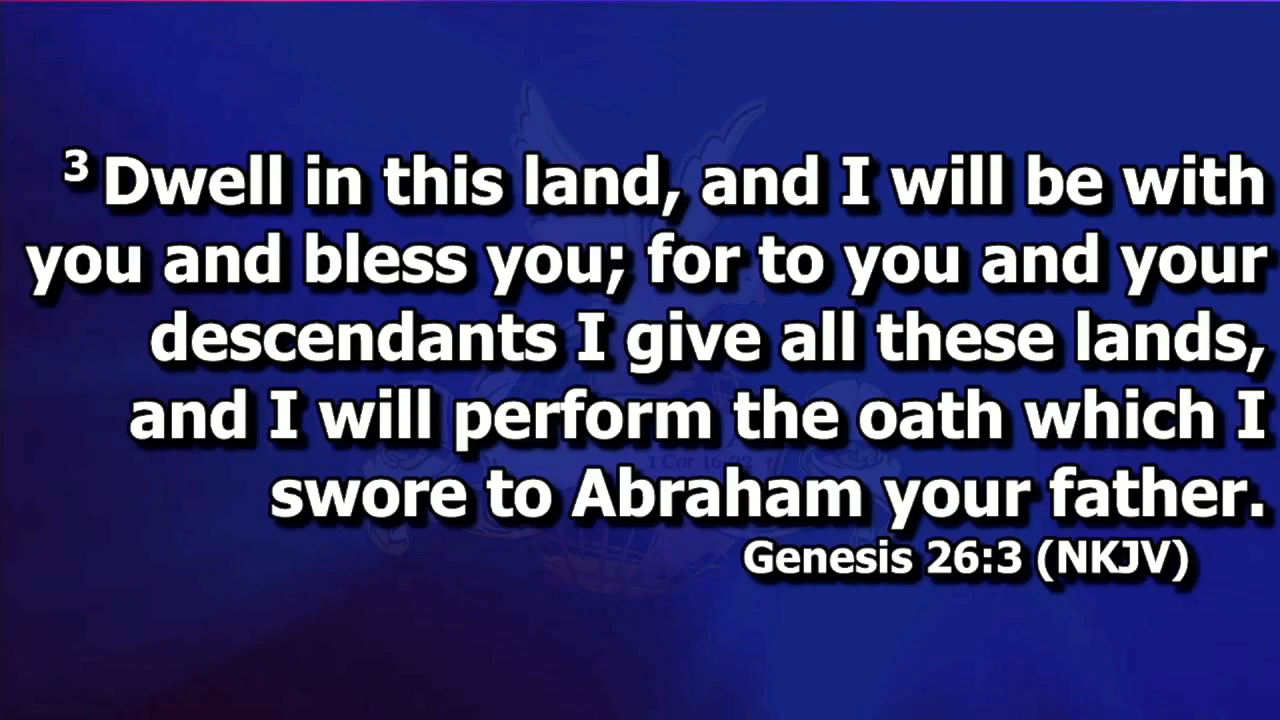 3 Dwell in this land, and I will be with
you and bless you; for to you and your
descendants I give all these lands,
and I will perform the oath which I
swore to Abraham your father.
Genesis 26:3 (NKJV)